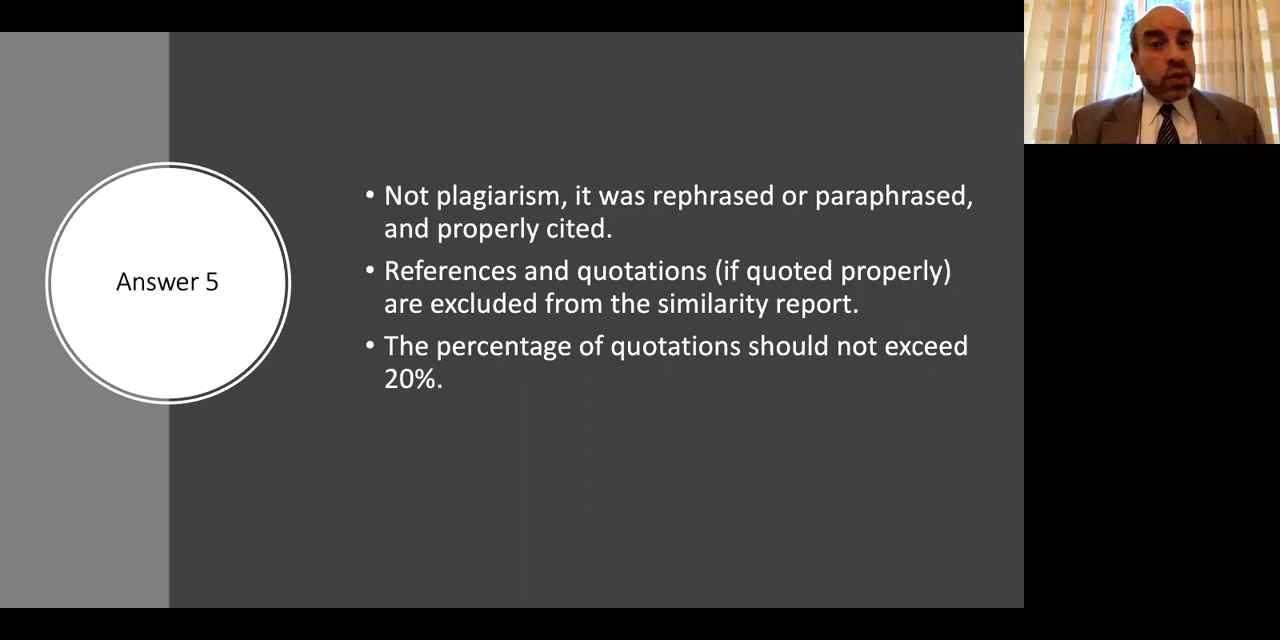 Answer 5
• Not plagiarism, it was rephrased or paraphrased,
and properly cited.
• References and quotations (if quoted properly)
are excluded from the similarity report.
• The percentage of quotations should not exceed
20%.